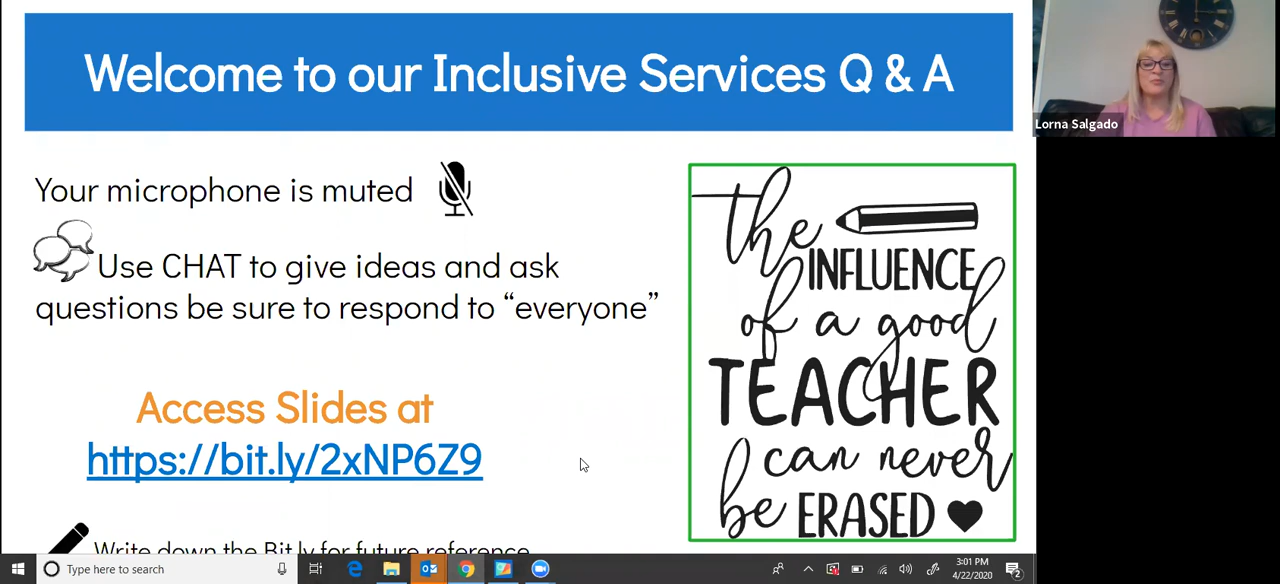 Welcome to our Inclusive Services Q & A
Lorna Salgado
Your microphone is muted
Use CHAT to give ideas and ask
questions be sure to respond to “everyone”
Access Slides at
https://bit.ly/2xNP6Z9
Write down the Bit.ly for future reference
the
INFLUENCE
of a good
TEACHER
can never
be ERASED
Type here to search
3:01 PM
4/22/2020
2